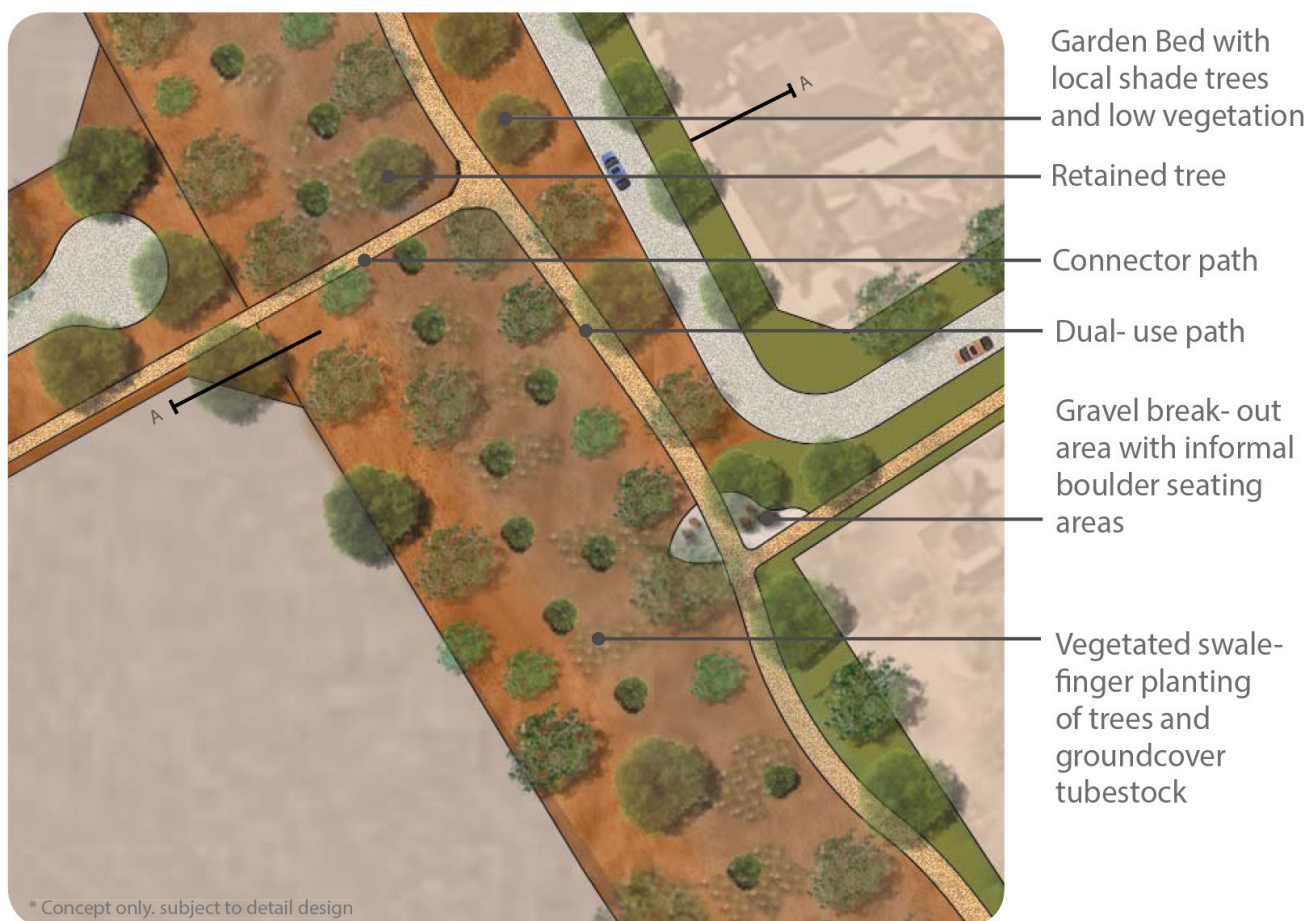 Garden Bed with
local shade trees
and low vegetation
A
Retained tree
Connector path
Dual- use path
A
Gravel break- out
area with informal
boulder seating
areas
Vegetated swale-
finger planting
of trees and
groundcover
tubestock
* Concept only. subject to detail design